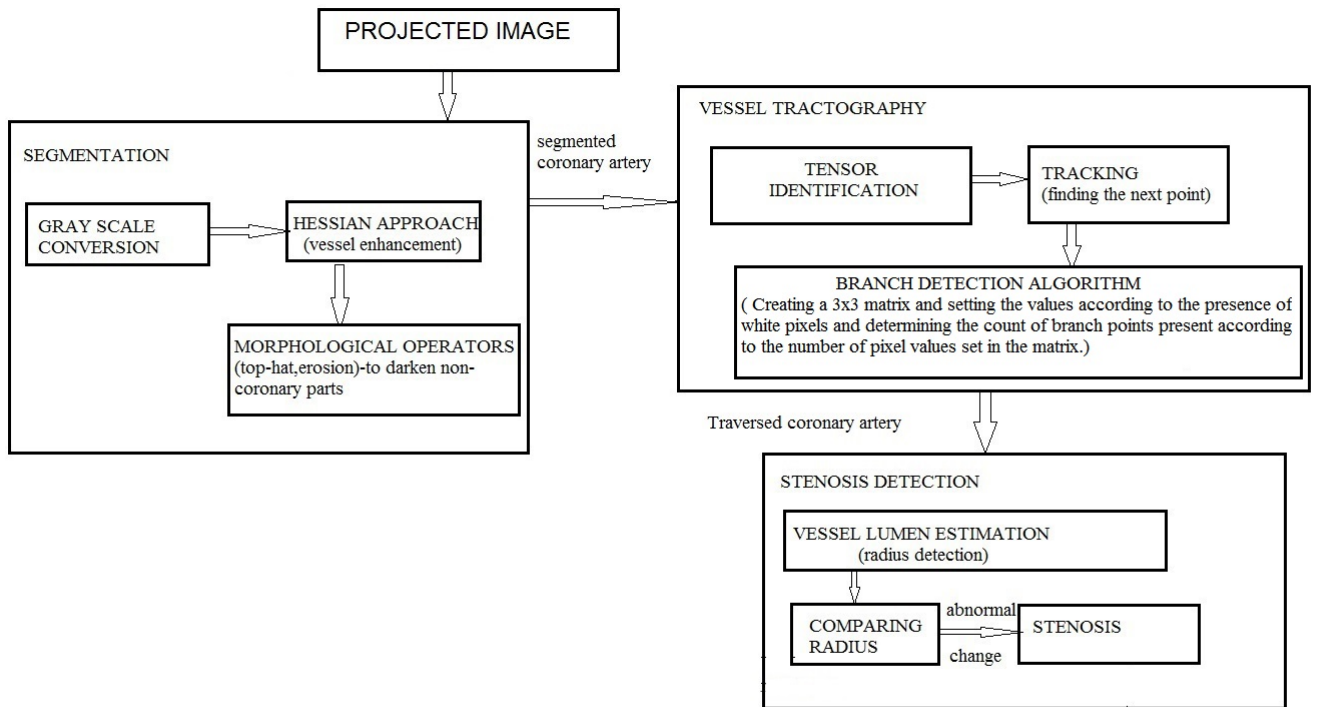 PROJECTED IMAGE
SEGMENTATION
GRAY SCALE
CONVERSION
HESSIAN APPROACH
(vessel enhancement)
MORPHOLOGICAL OPERATORS
(top-hat,erosion)-to darken non-
coronary parts
segmented
coronary artery
VESSEL TRACTOGRAPHY
TENSOR
IDENTIFICATION
TRACKING
(finding the next point)
BRANCH DETECTION ALGORITHM
( Creating a 3x3 matrix and setting the values according to the presence of
white pixels and determining the count of branch points present according
to the number of pixel values set in the matrix.)
Traversed coronary artery
STENOSIS DETECTION
VESSEL LUMEN ESTIMATION
(radius detection)
COMPARING
RADIUS
abnormal
change
STENOSIS